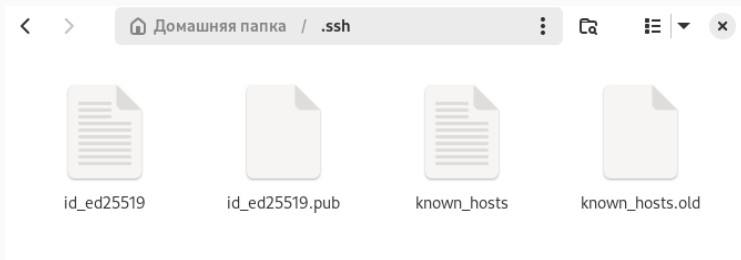 Домашняя папка / .ssh
id_ed25519
id_ed25519.pub
known_hosts
known_hosts.old